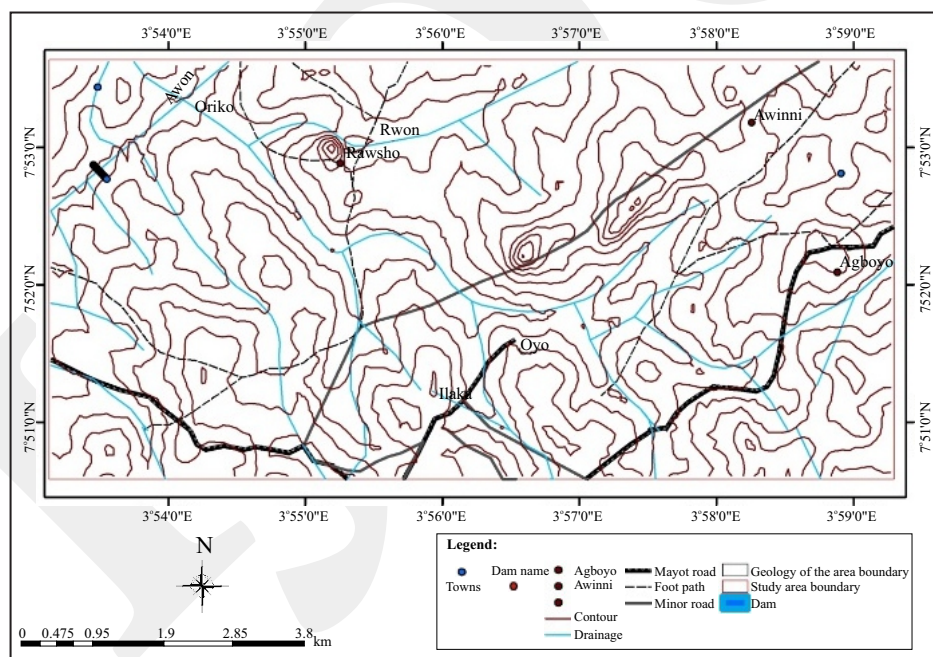 3°54'0"E 3°55'0"E 3°56'0"E 3°57'0"E 3°58'0"E 3°59'0"E
Awon
Oriko
Awinni
Rwon
7°53'0"N 7°53'0"N
Rawsho
Agboyo
752'0"N 7°52'0"N
Oyo
Ilaka
7°51'0"N 7°51'0"N
3°54'0"E 3°55'0"E 3°56'0"E 3°57'0"E 3°58'0"E 3°59'0"E
N
0 0.475 0.95 1.9 2.85 3.8
km
Legend:
Dam name Agboyo Mayot road Geology of the area boundary
Towns Awinni Foot path Study area boundary
Minor road Dam
Contour
Drainage